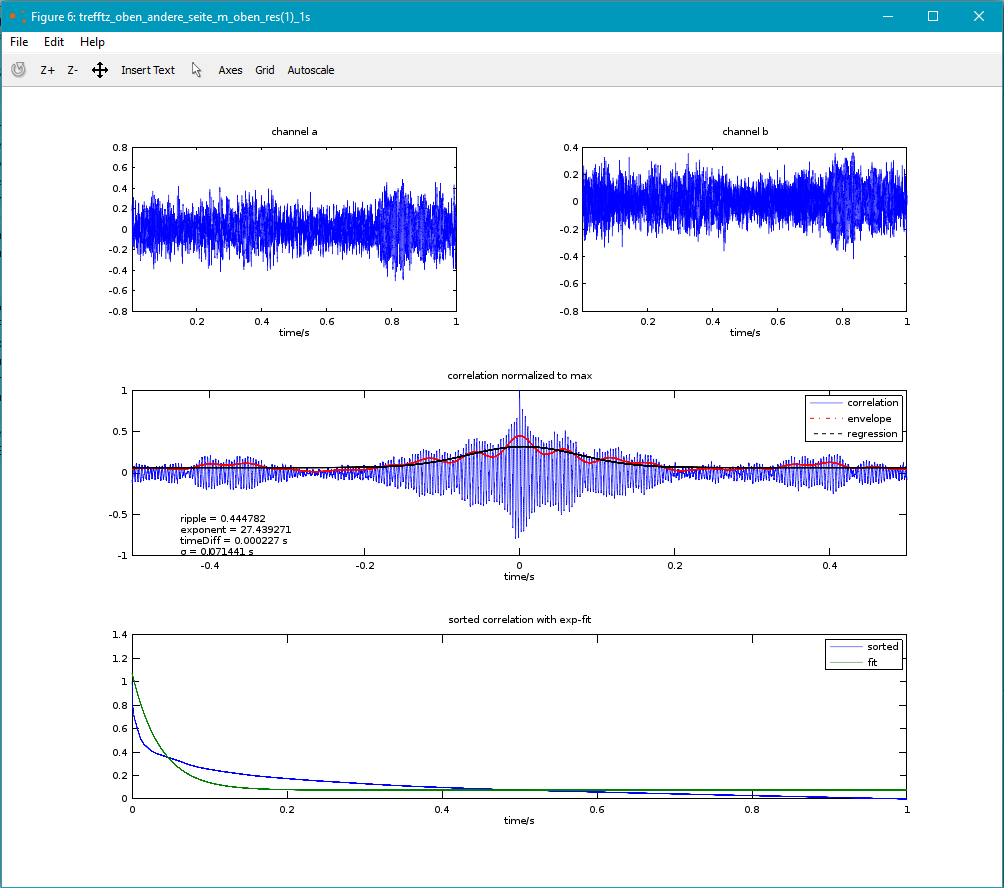 Figure 6: trefftz_oben_andere_seite_m_oben_res(1)_1s
File Edit Help
Z+ Z- Insert Text Axes Grid Autoscale
channel a
0.8
0.6
0.4
0.2
0
-0.2
-0.4
-0.6
-0.8
0.2 0.4 0.6 0.8 1
time/s
channel b
0.4
0.2
0
-0.2
-0.4
-0.6
-0.8
0.2 0.4 0.6 0.8 1
time/s
correlation normalized to max
1
0.5
0
-0.5
-1
correlation
envelope
regression
ripple = 0.444782
exponent = 27.439271
timeDiff = 0.000227 s
σ = 0.071441 s
-0.4 -0.2 0 0.2 0.4
time/s
sorted correlation with exp-fit
1.4
1.2
1
0.8
0.6
0.4
0.2
0
sorted
fit
0 0.2 0.4 0.6 0.8 1
time/s